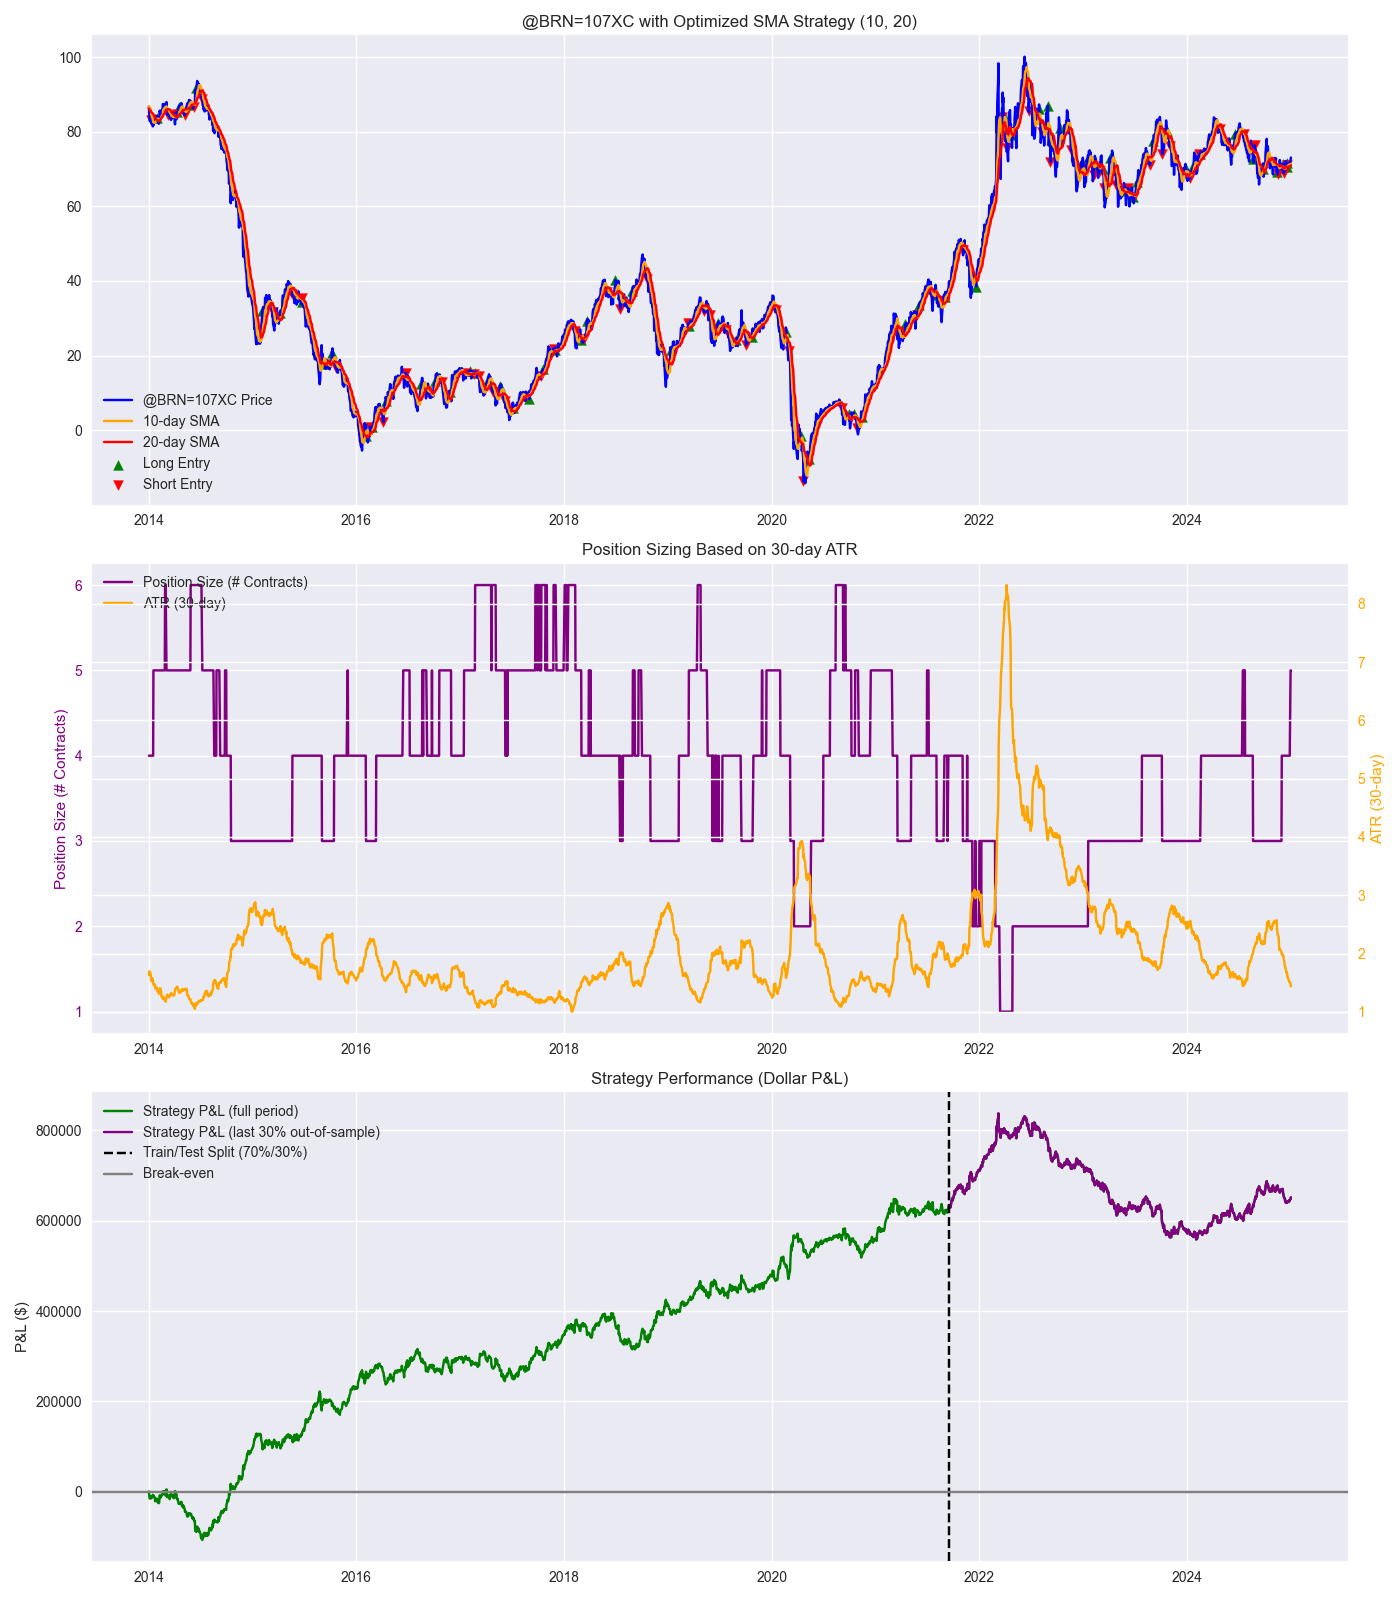 @BRN=107XC with Optimized SMA Strategy (10, 20)
100
80
60
40
20
0
@BRN=107XC Price
10-day SMA
20-day SMA
Long Entry
Short Entry
2014 2016 2018 2020 2022 2024
Position Sizing Based on 30-day ATR
Position Size (# Contracts)
ATR (30-day)
6
5
4
3
2
1
Position Size (# Contracts)
8
7
6
5
4
3
2
1
ATR (30-day)
2014 2016 2018 2020 2022 2024
Strategy Performance (Dollar P&L)
Strategy P&L (full period)
Strategy P&L (last 30% out-of-sample)
Train/Test Split (70%/30%)
Break-even
800000
600000
400000
200000
0
P&L ($)
2014 2016 2018 2020 2022 2024